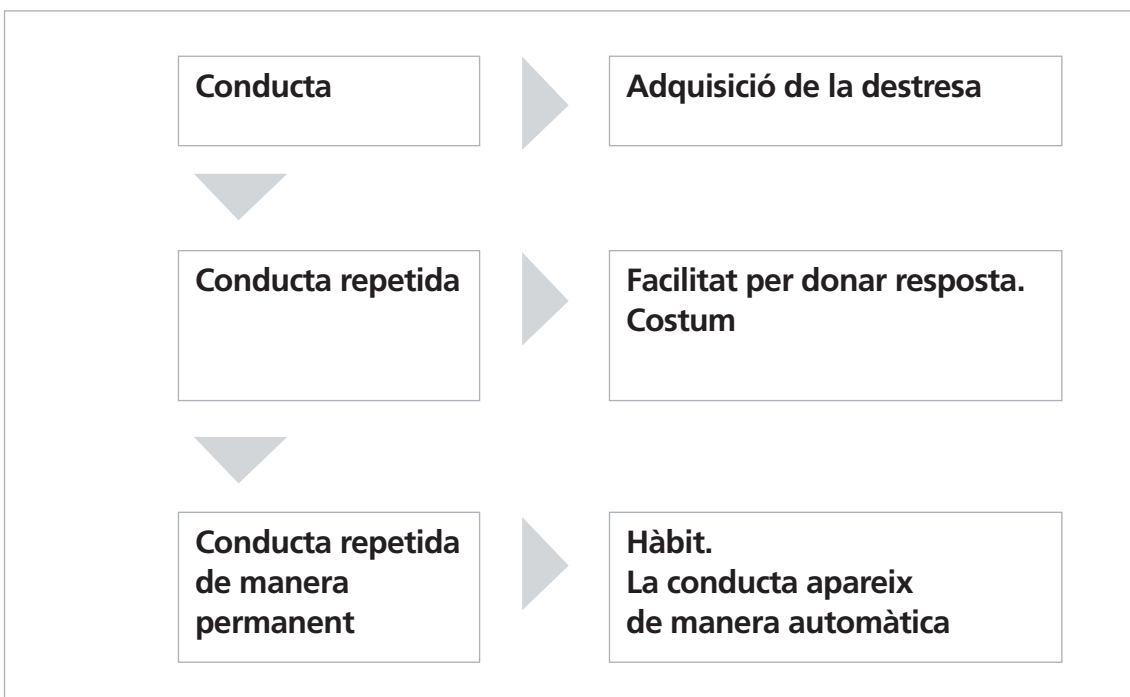 Conducta
Adquisició de la destresa
Conducta repetida
Facilitat per donar resposta.
Costum
Conducta repetida
de manera
permanent
Hàbit.
La conducta apareix
de manera automàtica